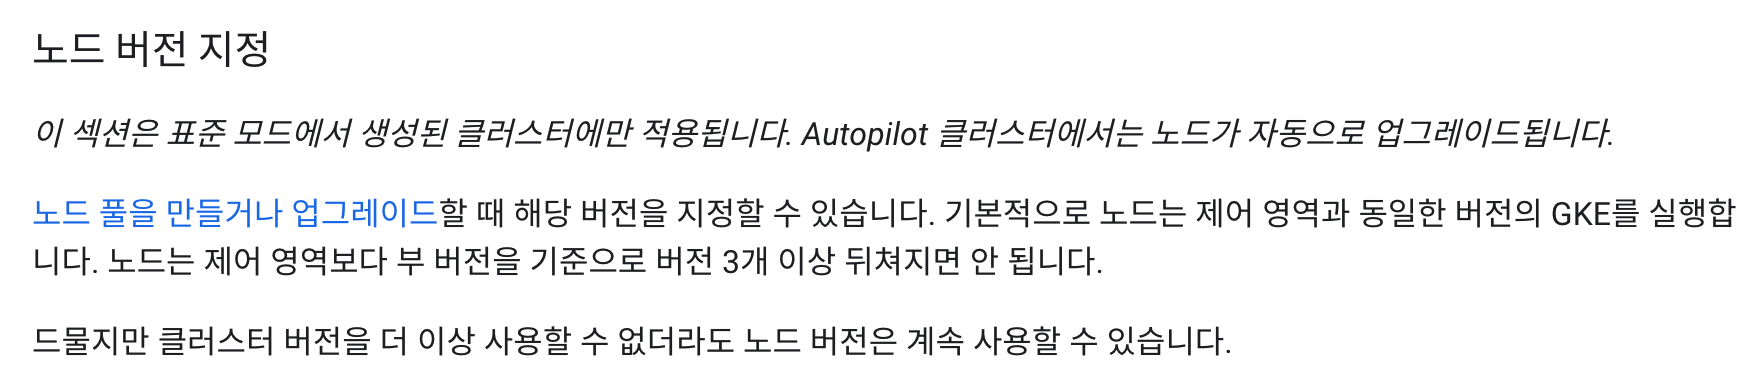 노드 버전 지정
이 섹션은 표준 모드에서 생성된 클러스터에만 적용됩니다. Autopilot 클러스터에서는 노드가 자동으로 업그레이드됩니다.
노드 풀을 만들거나 업그레이드할 때 해당 버전을 지정할 수 있습니다. 기본적으로 노드는 제어 영역과 동일한 버전의 GKE를 실행합
니다. 노드는 제어 영역보다 부 버전을 기준으로 버전 3개 이상 뒤쳐지면 안 됩니다.
드물지만 클러스터 버전을 더 이상 사용할 수 없더라도 노드 버전은 계속 사용할 수 있습니다.